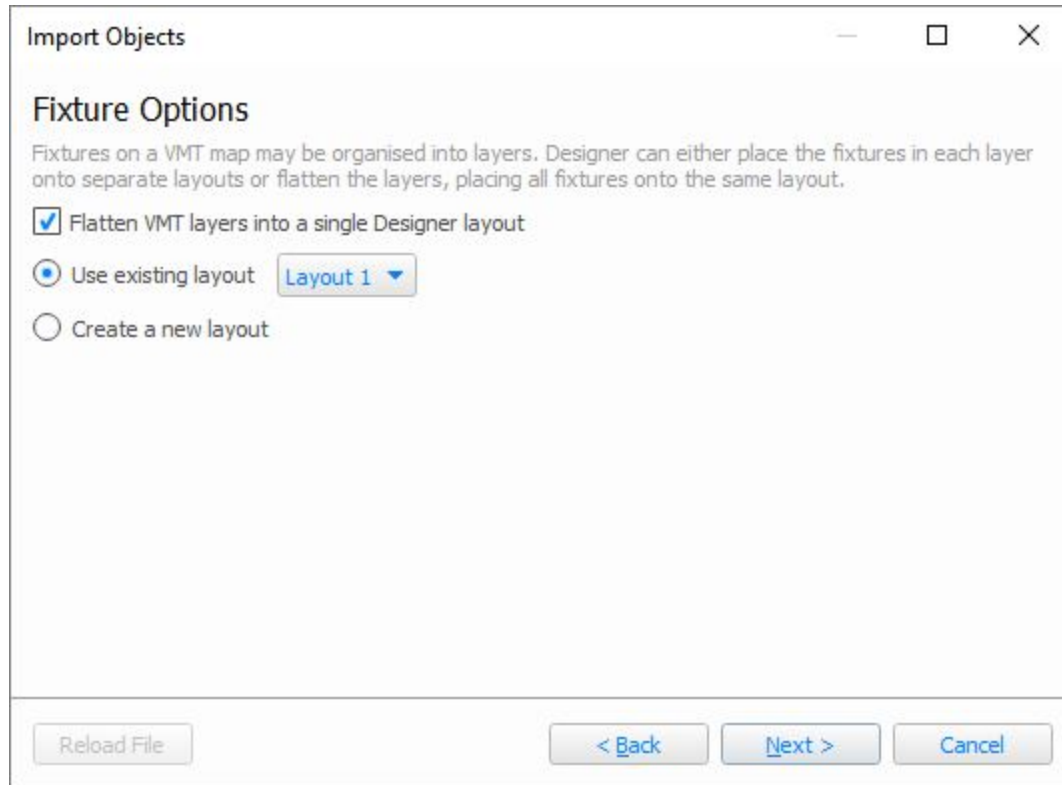 Import Objects
Fixture Options
Fixtures on a VMT map may be organised into layers. Designer can either place the fixtures in each layer
onto separate layouts or flatten the layers, placing all fixtures onto the same layout.
Flatten VMT layers into a single Designer layout
Use existing layout Layout 1
Create a new layout
Reload File < Back Next > Cancel